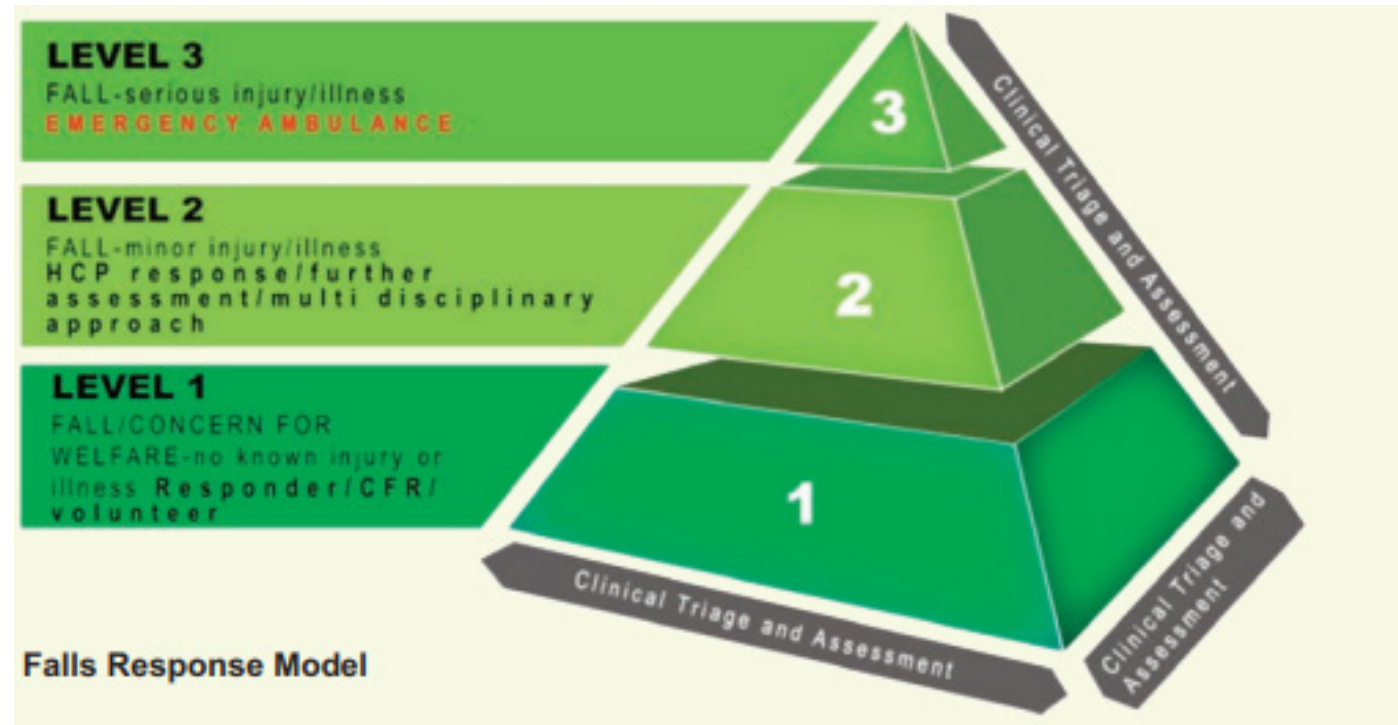 LEVEL 3
FALL-serious injury/illness
EMERGENCY AMBULANCE
LEVEL 2
FALL-minor injury/illness
HCP response/further
assessment/multi disciplinary
approach
LEVEL 1
FALL/CONCERN FOR
WELFARE-no known injury or
illness Responder/CFR/
volunteer
3
2
1
Clinical Triage and Assessment
Clinical Triage and Assessment
Clinical Triage and
Assessment
Falls Response Model